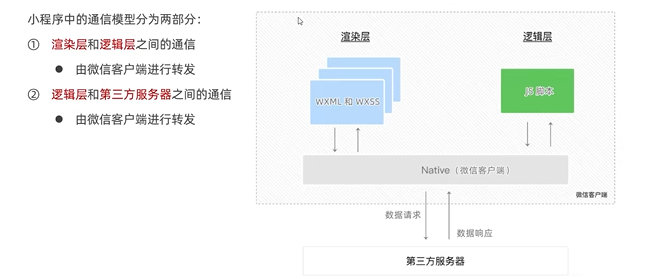 小程序中的通信模型分为两部分：
① 渲染层和逻辑层之间的通信
● 由微信客户端进行转发
② 逻辑层和第三方服务器之间的通信
● 由微信客户端进行转发
渲染层
逻辑层
WXML 和 WXSS
JS 脚本
Native（微信客户端）
微信客户端
数据请求
数据响应
第三方服务器